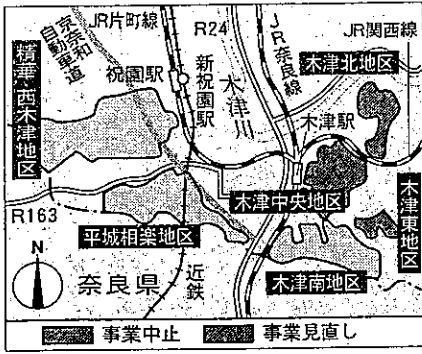 JR片町線
R24
JR関西線
京奈和
自動車道
祝園駅
新祝園駅
木津川
JR奈良線
木津北地区
木津駅
精華・西木津地区
木津中央地区
木津東地区
R163
平城相楽地区
木津南地区
N
奈良県
近鉄
事業中止
事業見直し